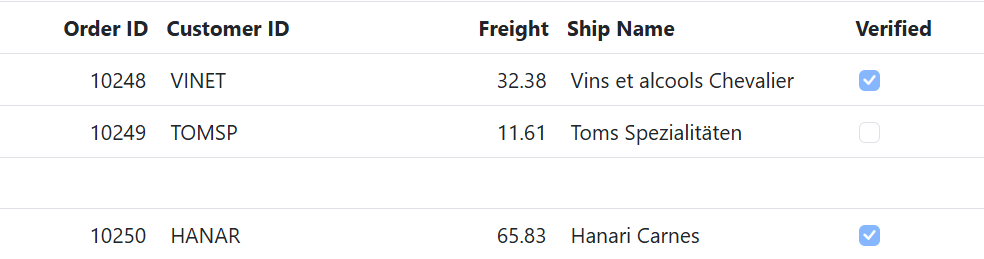 Order ID Customer ID Freight Ship Name Verified
10248 VINET 32.38 Vins et alcools Chevalier
10249 TOMSP 11.61 Toms Spezialitäten
10250 HANAR 65.83 Hanari Carnes